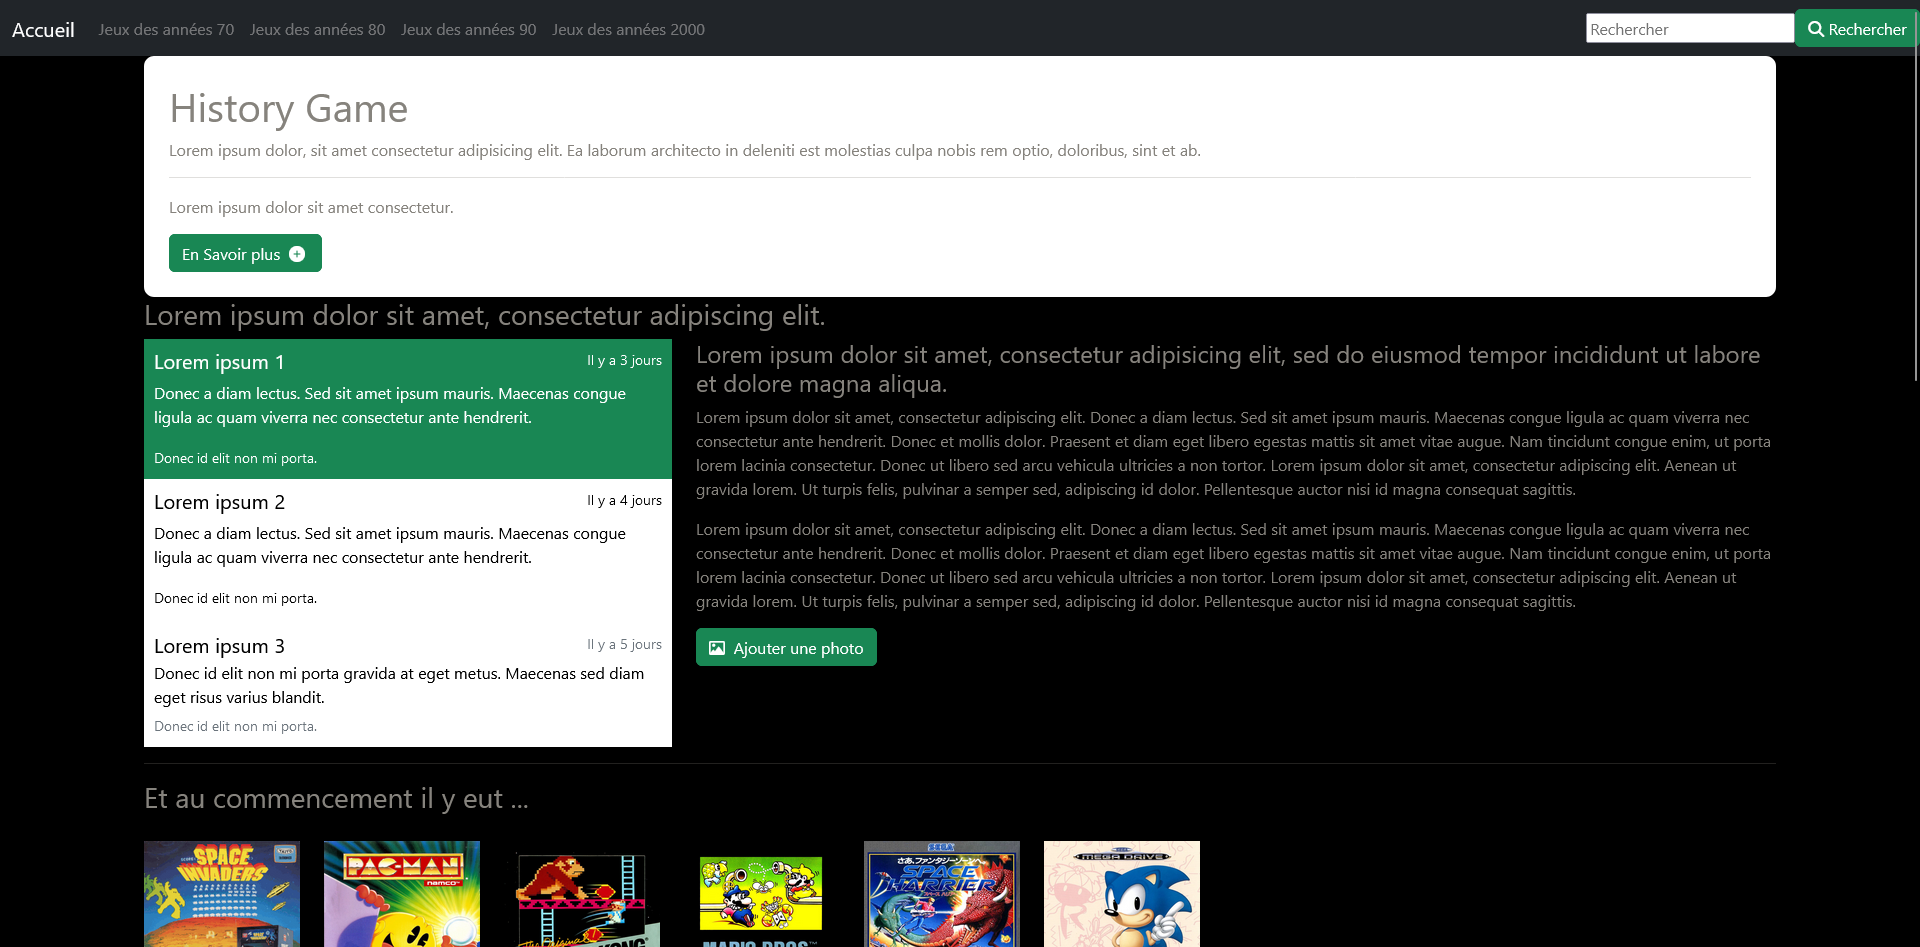 Accueil Jeux des années 70 Jeux des années 80 Jeux des années 90 Jeux des années 2000 Rechercher Rechercher
History Game
Lorem ipsum dolor, sit amet consectetur adipisicing elit. Ea laborum architecto in deleniti est molestias culpa nobis rem optio, doloribus, sint et ab.
Lorem ipsum dolor sit amet consectetur.
En Savoir plus
Lorem ipsum dolor sit amet, consectetur adipiscing elit.
Lorem ipsum 1 Il y a 3 jours
Donec a diam lectus. Sed sit amet ipsum mauris. Maecenas congue
ligula ac quam viverra nec consectetur ante hendrerit.
Donec id elit non mi porta.
Lorem ipsum 2 Il y a 4 jours
Donec a diam lectus. Sed sit amet ipsum mauris. Maecenas congue
ligula ac quam viverra nec consectetur ante hendrerit.
Donec id elit non mi porta.
Lorem ipsum 3 Il y a 5 jours
Donec id elit non mi porta gravida at eget metus. Maecenas sed diam
eget risus varius blandit.
Donec id elit non mi porta.
Lorem ipsum dolor sit amet, consectetur adipisicing elit, sed do eiusmod tempor incididunt ut labore
et dolore magna aliqua.
Lorem ipsum dolor sit amet, consectetur adipiscing elit. Donec a diam lectus. Sed sit amet ipsum mauris. Maecenas congue ligula ac quam viverra nec
consectetur ante hendrerit. Donec et mollis dolor. Praesent et diam eget libero egestas mattis sit amet vitae augue. Nam tincidunt congue enim, ut porta
lorem lacinia consectetur. Donec ut libero sed arcu vehicula ultricies a non tortor. Lorem ipsum dolor sit amet, consectetur adipiscing elit. Aenean ut
gravida lorem. Ut turpis felis, pulvinar a semper sed, adipiscing id dolor. Pellentesque auctor nisi id magna consequat sagittis.
Lorem ipsum dolor sit amet, consectetur adipiscing elit. Donec a diam lectus. Sed sit amet ipsum mauris. Maecenas congue ligula ac quam viverra nec
consectetur ante hendrerit. Donec et mollis dolor. Praesent et diam eget libero egestas mattis sit amet vitae augue. Nam tincidunt congue enim, ut porta
lorem lacinia consectetur. Donec ut libero sed arcu vehicula ultricies a non tortor. Lorem ipsum dolor sit amet, consectetur adipiscing elit. Aenean ut
gravida lorem. Ut turpis felis, pulvinar a semper sed, adipiscing id dolor. Pellentesque auctor nisi id magna consequat sagittis.
Ajouter une photo
Et au commencement il y eut ...
SPACE
INVADERS
PAC-MAN
namco
The Original
KONG
MARIO BROS
SEGA
さあ、ファンタジーゾーンへ
SPACE
HARRIER
MEGA DRIVE